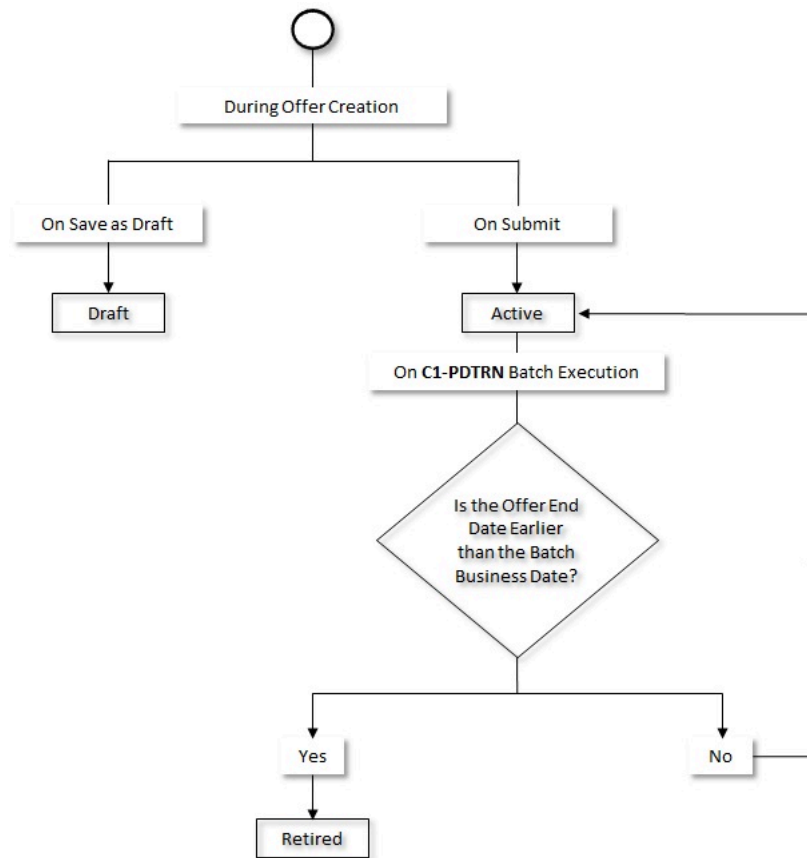 During Offer Creation
On Save as Draft
On Submit
Draft
Active
On C1-PDTRN Batch Execution
Is the Offer End
Date Earlier
than the Batch
Business Date?
Yes
No
Retired